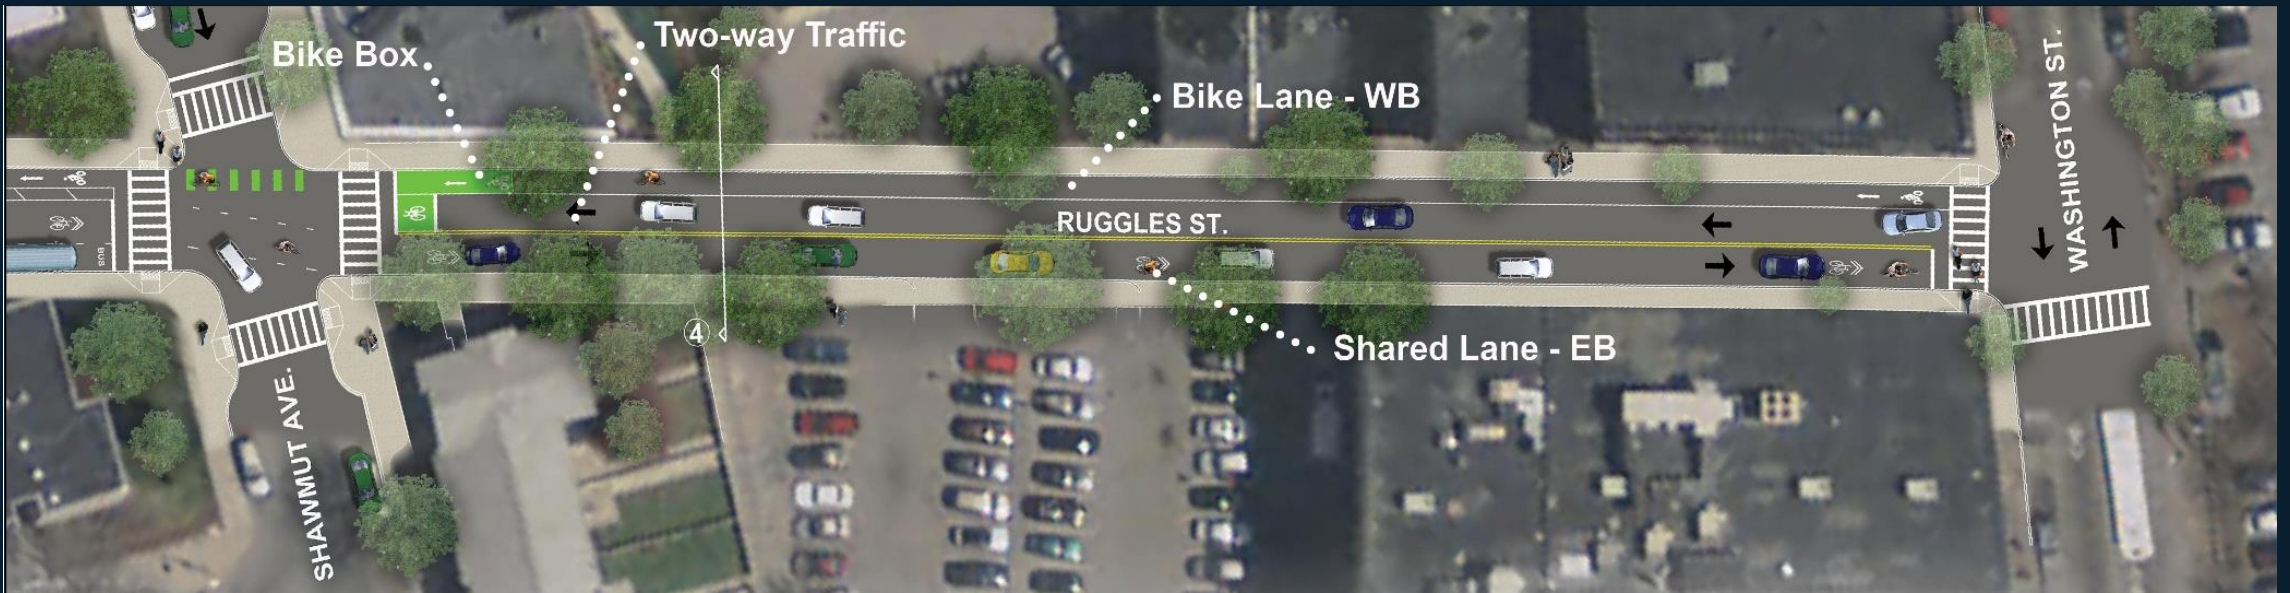 Two-way Traffic
Bike Box
Bike Lane - WB
RUGGLES ST.
WASHINGTON ST.
4
Shared Lane - EB
SHAWMUT AVE.
BUS